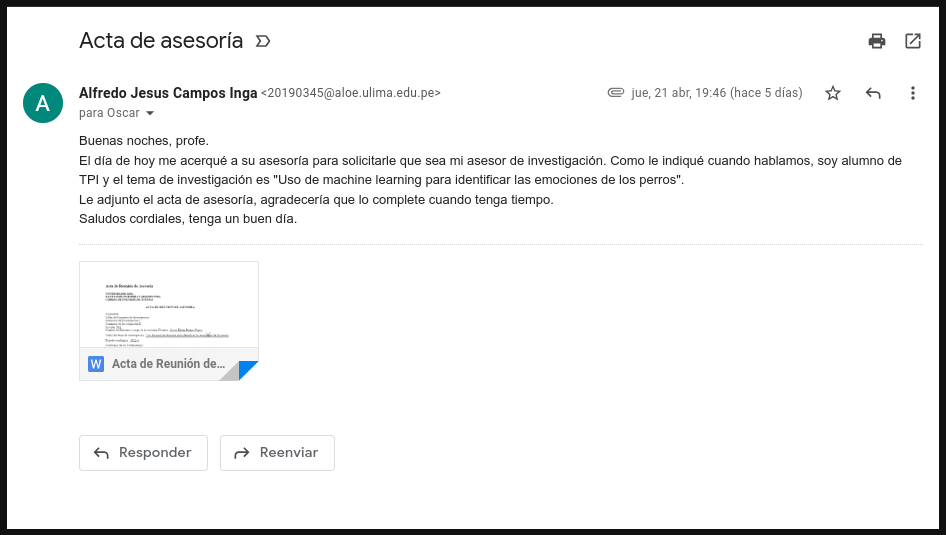 Acta de asesoría
Alfredo Jesus Campos Inga <20190345@aloe.ulima.edu.pe>
jue, 21 abr, 19:46 (hace 5 días)
A
para Oscar
Buenas noches, profe.
El día de hoy me acerqué a su asesoría para solicitarle que sea mi asesor de investigación. Como le indiqué cuando hablamos, soy alumno de
TPI y el tema de investigación es "Uso de machine learning para identificar las emociones de los perros".
Le adjunto el acta de asesoría, agradecería que lo complete cuando tenga tiempo.
Saludos cordiales, tenga un buen día.
Acta de Reunión de Asesoría
W Acta de Reunión de...
Responder
Reenviar